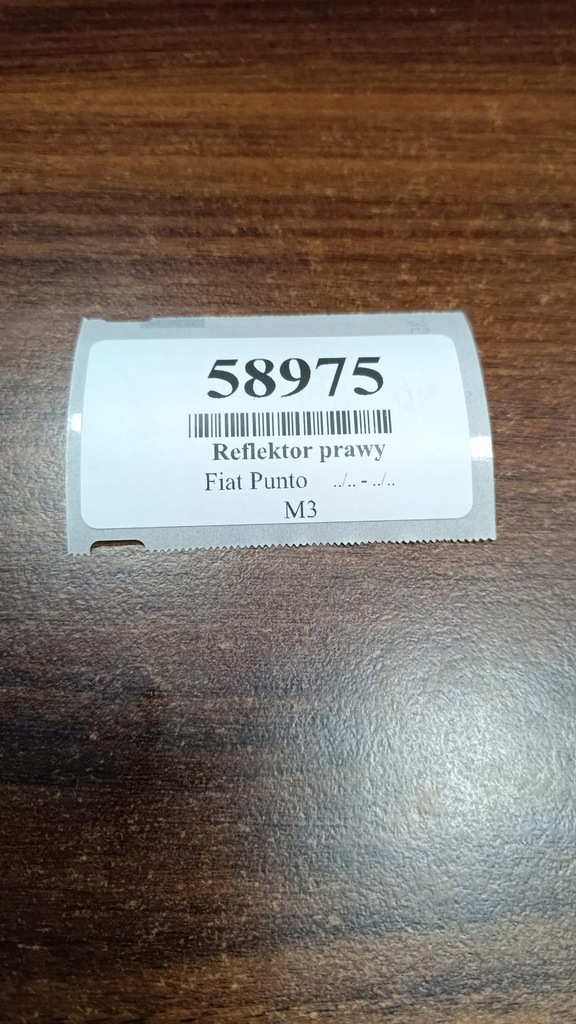 58975
Reflektor prawy
Fiat Punto ../.. - ../..
M3